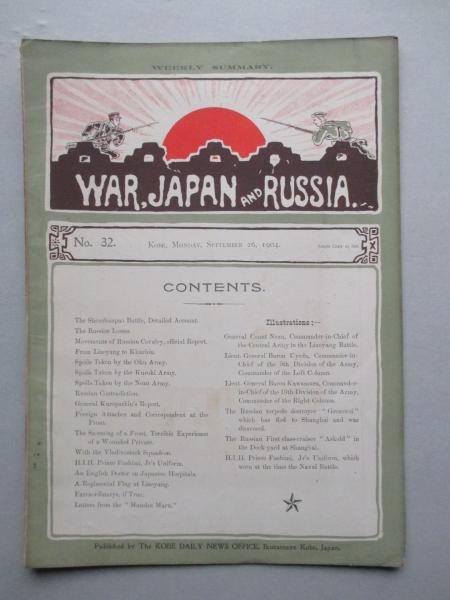 WEEKLY SUMMARY.
WAR, JAPAN AND RUSSIA.
No. 32.
KOBE, MONDAY, SEPTEMBER 26, 1904.
CONTENTS.
The Battle, Detailed Account.
The Russian Losses.
Movements of Russian Cavalry, official Report.
From Liaoyang to Kharbin.
Spoils Taken by the Oku Army.
Spoils Taken by the Kuroki Army.
Spoils Taken by the Nozu Army.
Russian Contradiction.
General Kuropatkin's Report.
Foreign Attaches and Correspondent at the
Front.
The Swooning of a Front, Terrible Experience
of a Wounded Private.
With the Vladivostock Squadron.
H.I.H. Prince Fushimi, Jr's Uniform.
An English Doctor on Japanese Hospitals.
A Regimental Flag at Liaoyang.
Extraordinary, if True.
Letters from the "Manshu Maru."
Illustrations :—
General Count Nozu, Commander-in-Chief of
the Central Army in the Liaoyang Battle.
Lieut. General Baron Uyeda, Commander-in-
Chief of the 5th Division of the Army,
Commander of the Left Column.
Lieut. General Baron Kawamura, Commander-
in-Chief of the 10th Division of the Army,
Commander of the Right Column.
The Russian torpedo destroyer "Grozovoi"
which has fled to Shanghai and was
disarmed.
The Russian First class cruiser "Askold" in
the Dock yard at Shanghai.
H.I.H. Prince Fushimi, Jr's Uniform, which
worn at the time the Naval Battle.
Published by The KOBE DAILY NEWS OFFICE, Kobe, Japan.